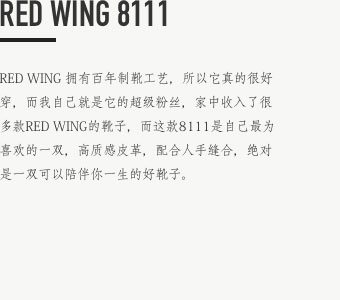 RED WING 8111
RED WING 拥有百年制靴工艺，所以它真的很好
穿，而我自己就是它的超级粉丝，家中收入了很
多款RED WING的靴子，而这款8111是自己最为
喜欢的一双，高质感皮革，配合人手缝合，绝对
是一双可以陪伴你一生的好靴子。